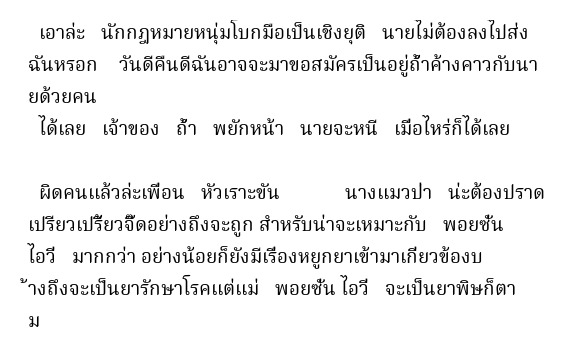 เอาล่ะ นักกฎหมายหนุ่มโบกมือเป็นเชิงยุติ นายไม่ต้องลงไปส่ง
ฉันหรอก วันดีคืนดีฉันอาจจะมาขอสมัครเป็นอยู่ถ้ำค้างคาวกับนา
ยด้วยคน
ได้เลย เจ้าของ ถ้ำ พยักหน้า นายจะหนี เมื่อไหร่ก็ได้เลย
ผิดคนแล้วล่ะเพื่อน หัวเราะขัน นางแมวป่า น่ะต้องปราด
เปรียวเปรี้ยวจี๊ดอย่างถึงจะถูก สำหรับน่าจะเหมาะกับ พอยซั่น
ไอวี่ มากกว่า อย่างน้อยก็ยังมีเรื่องหยูกยาเข้ามาเกี่ยวข้องบ
้างถึงจะเป็นยารักษาโรคแต่แม่ พอยซั่น ไอวี่ จะเป็นยาพิษก็ตา
ม